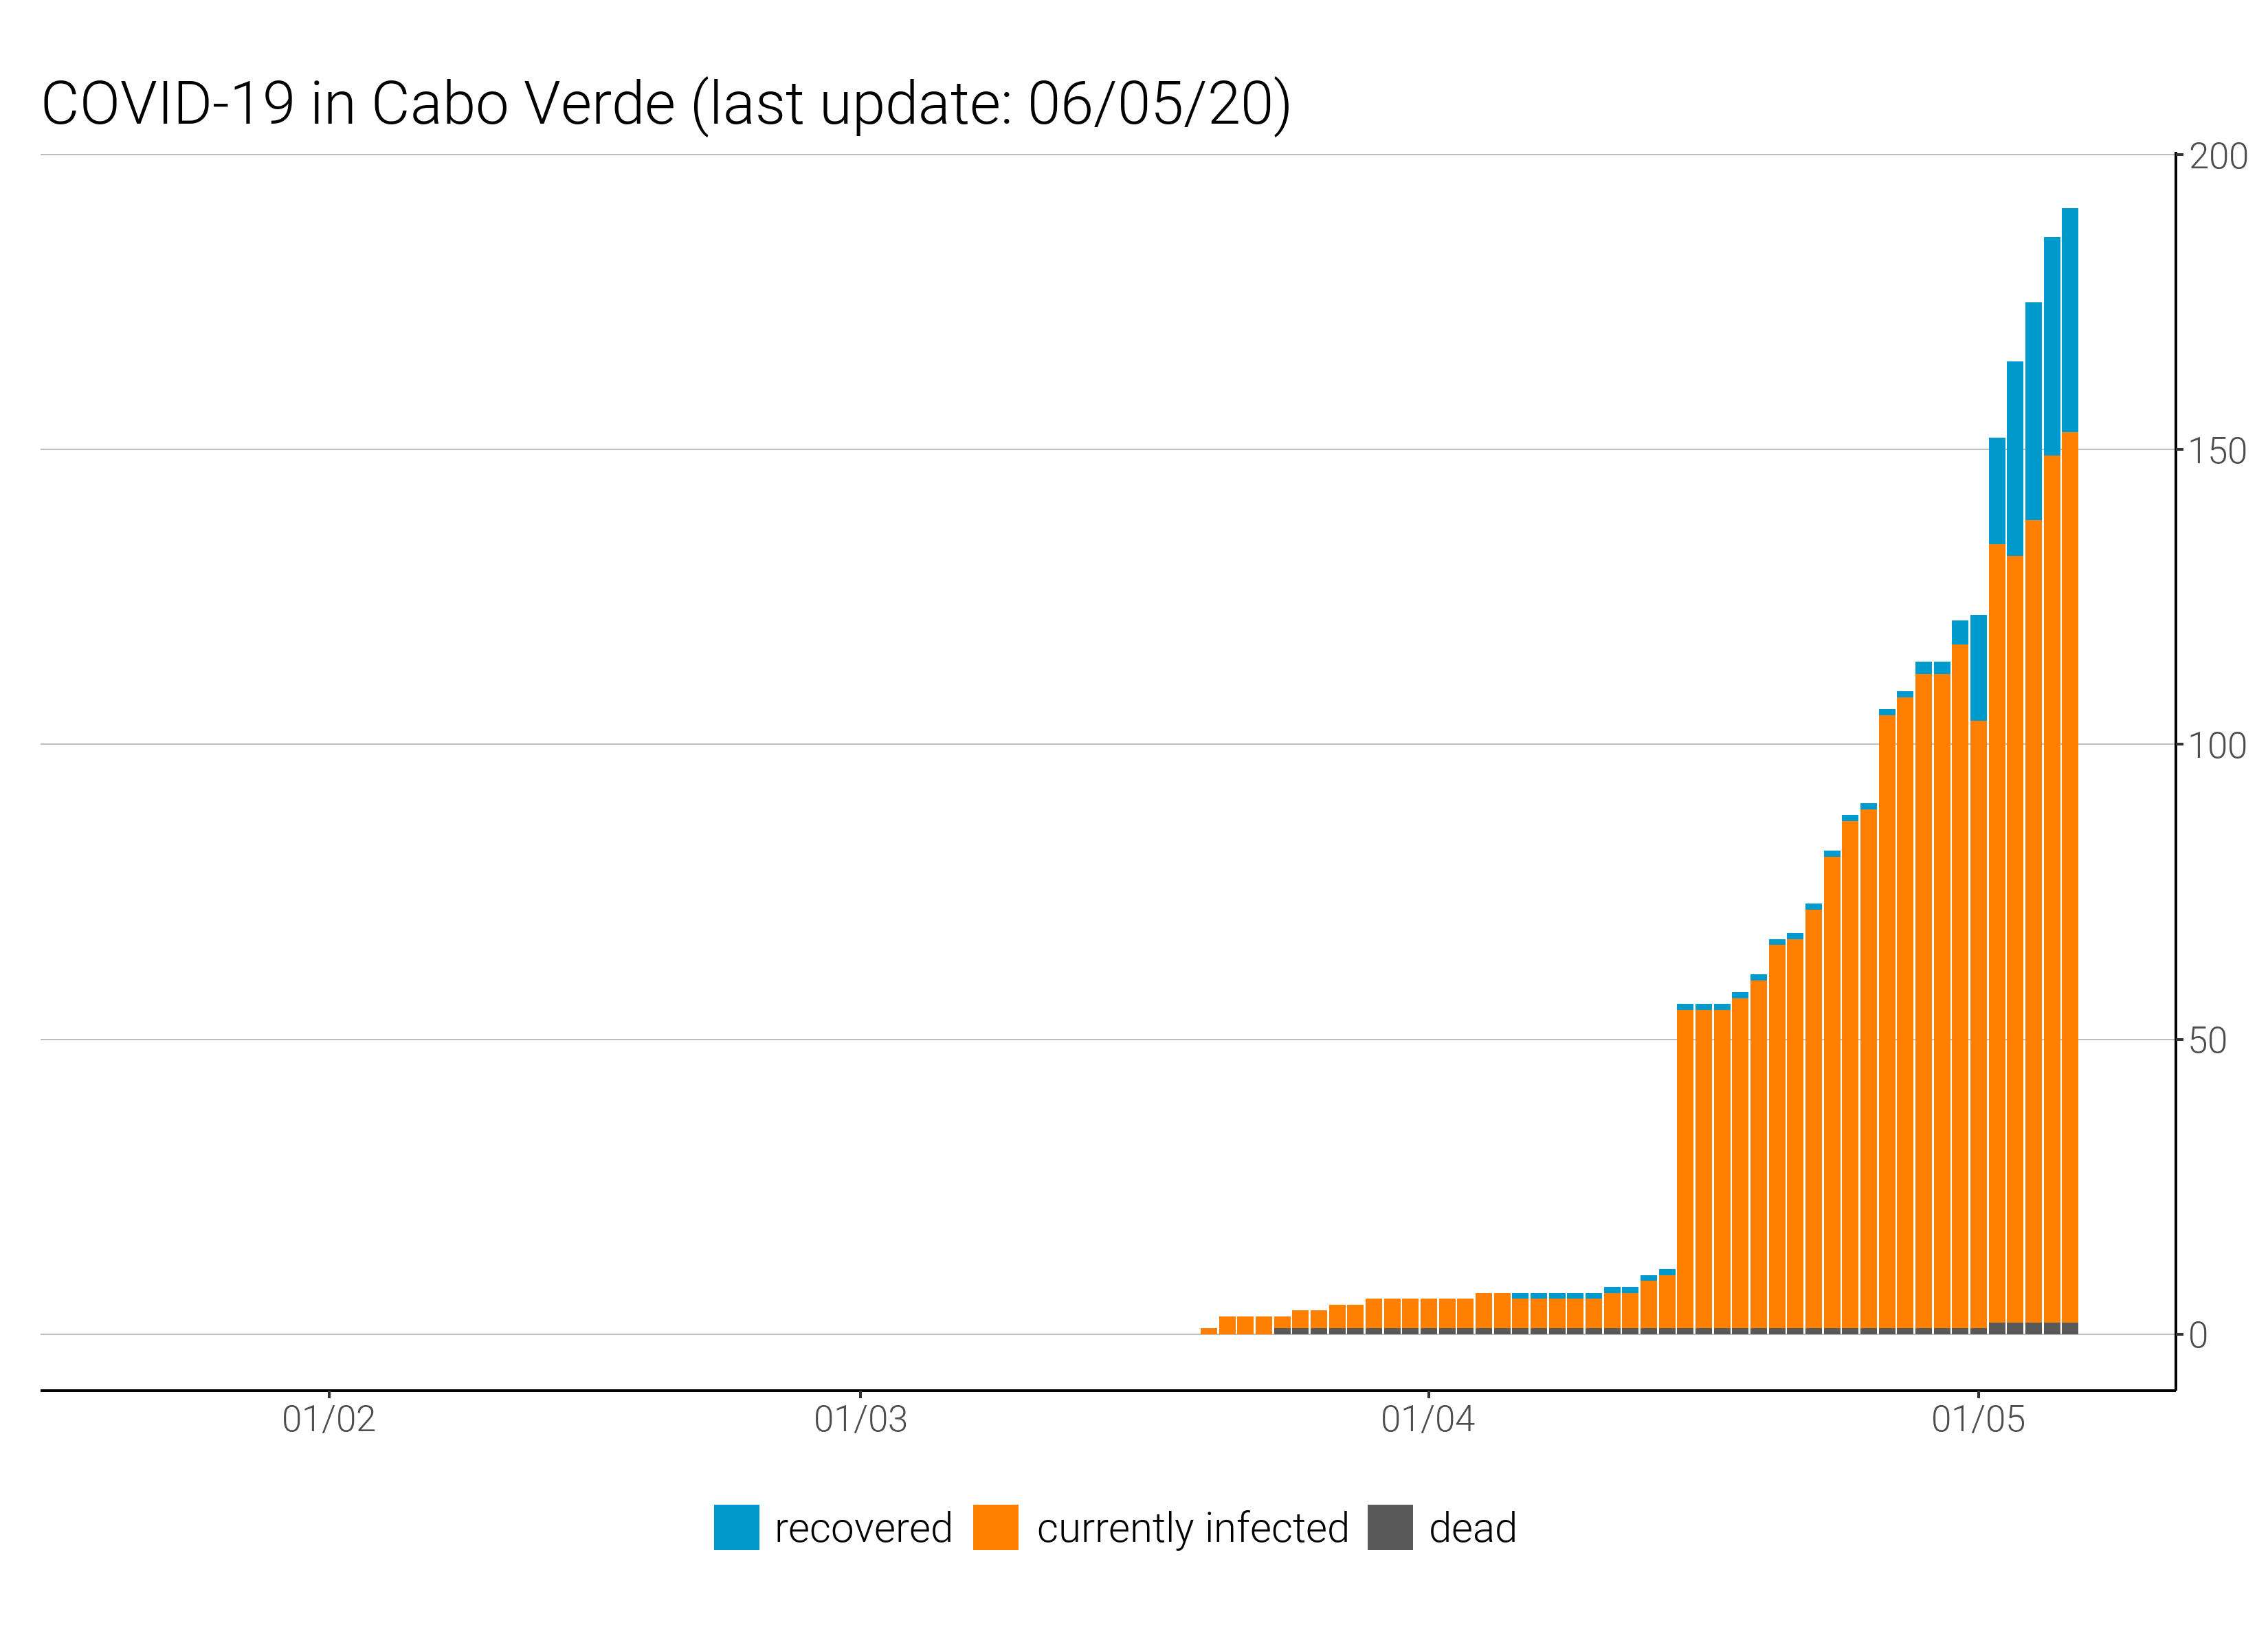 COVID-19 in Cabo Verde (last update: 06/05/20)
200
150
100
50
0
01/02 01/03 01/04 01/05
recovered currently infected dead